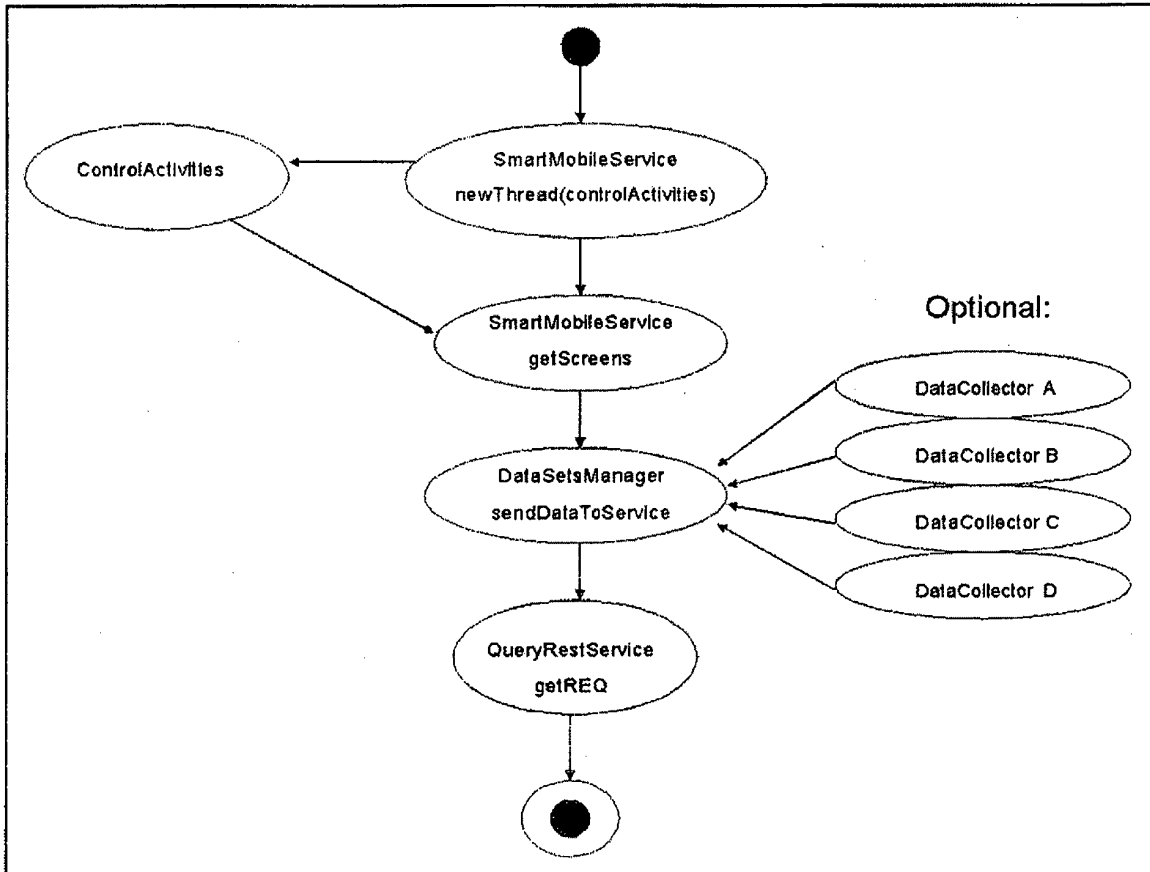 ControlActivities
SmartMobileService
newThread(controlActivities)
SmartMobileService
getScreens
Optional:
DataCollector A
DataCollector B
DataCollector C
DataCollector D
DataSetsManager
sendDataToService
QueryRestService
getREQ